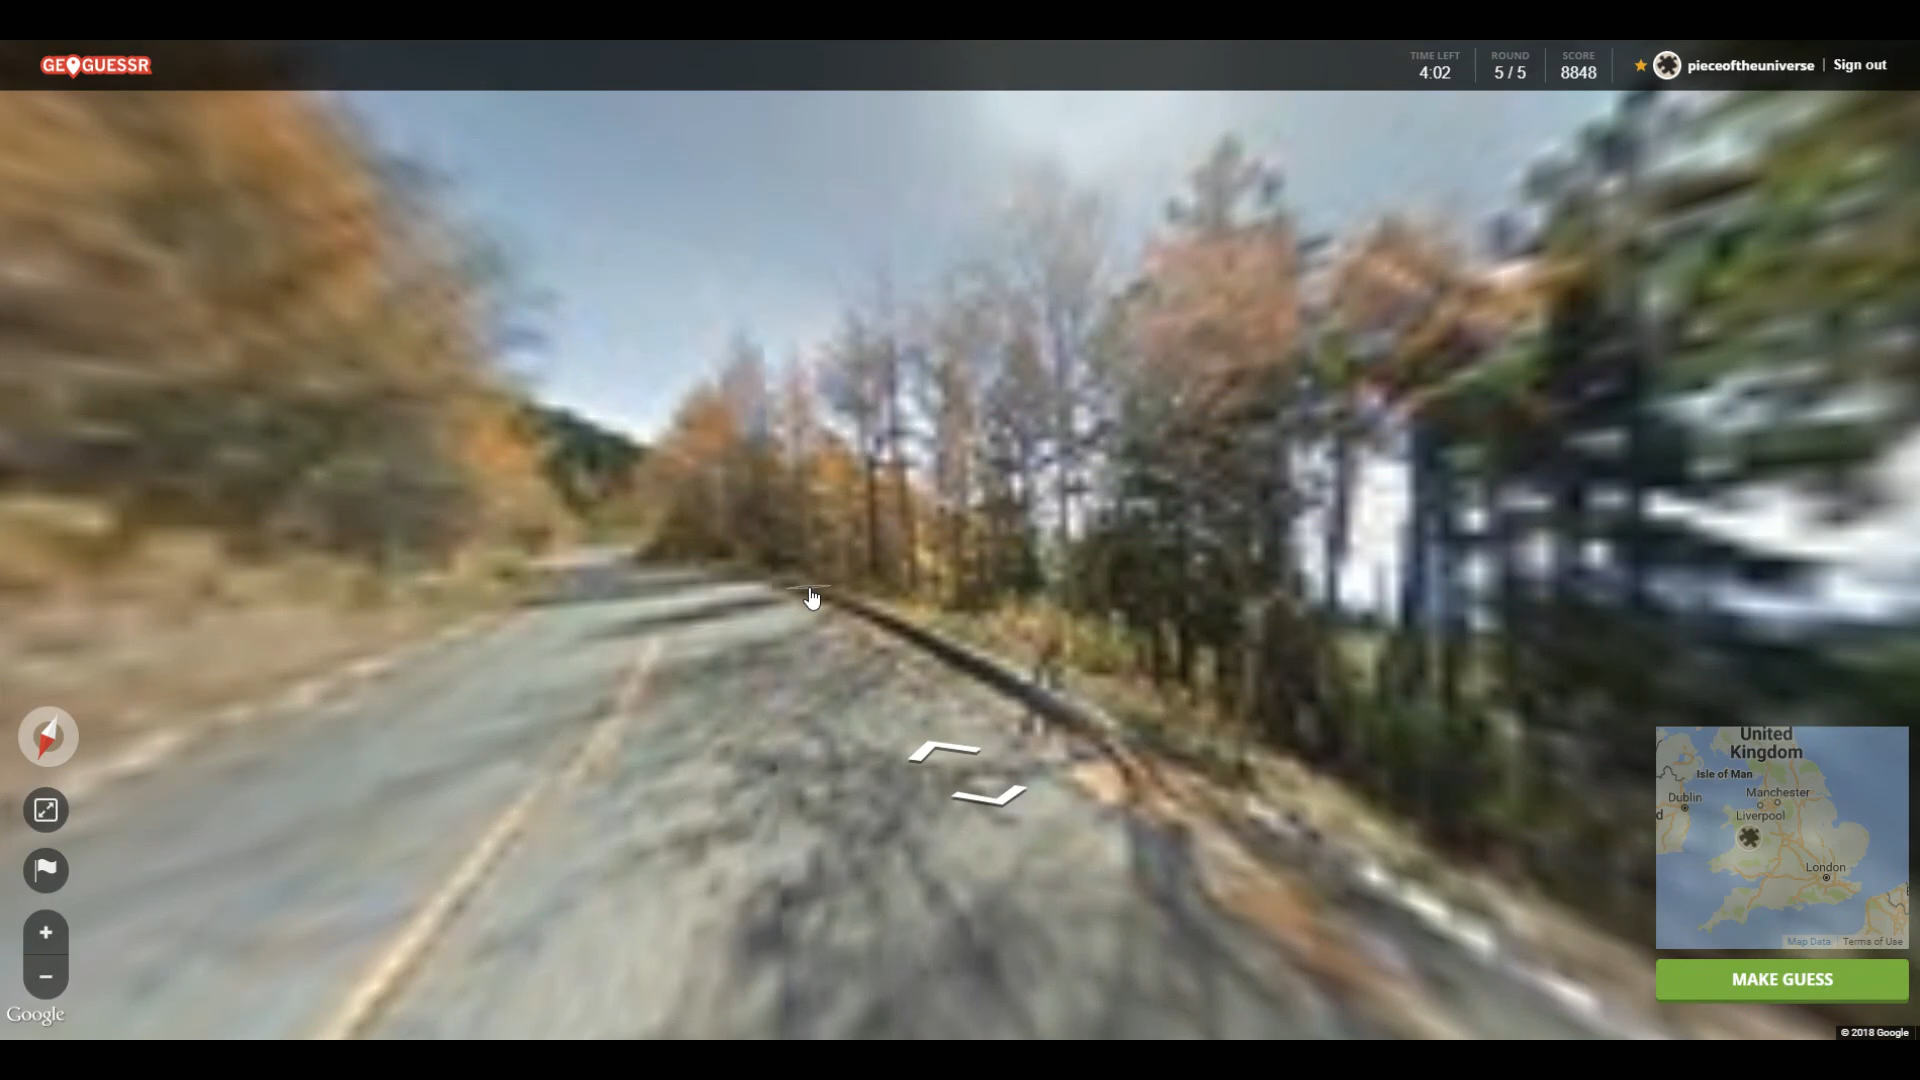 GEOGUESSR
TIME LEFT
4:02
ROUND
5 / 5
SCORE
8848
pieceoftheuniverse | Sign out
United
Kingdom
Isle of Man
Dublin
Manchester
Liverpool
d
London
Map Data
Terms of Use
MAKE GUESS
+
−
Google
© 2018 Google